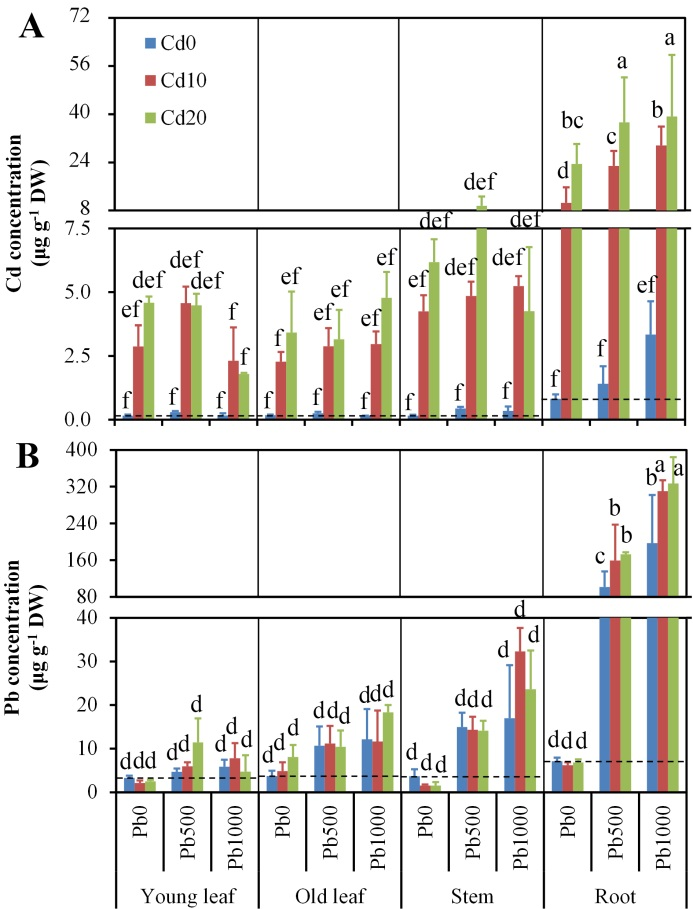 A
Cd concentration
(µg g-1 DW)
72
56
40
24
8
7.5
5.0
2.5
0.0
Cd0
Cd10
Cd20
d bc c a b a
def
def def
ef def def def f f
f ef ef ef ef ef
ef def def
ef
f f f f f f f f f f f
B
Pb concentration
(µg g-1 DW)
400
320
240
160
80
40
30
20
10
0
c b b b a a
d d d d d d d d d
d d d d d d d d d
d d d d d d d d d
d d d
Pb0 Pb500 Pb1000 Pb0 Pb500 Pb1000 Pb0 Pb500 Pb1000 Pb0 Pb500 Pb1000
Young leaf Old leaf Stem Root